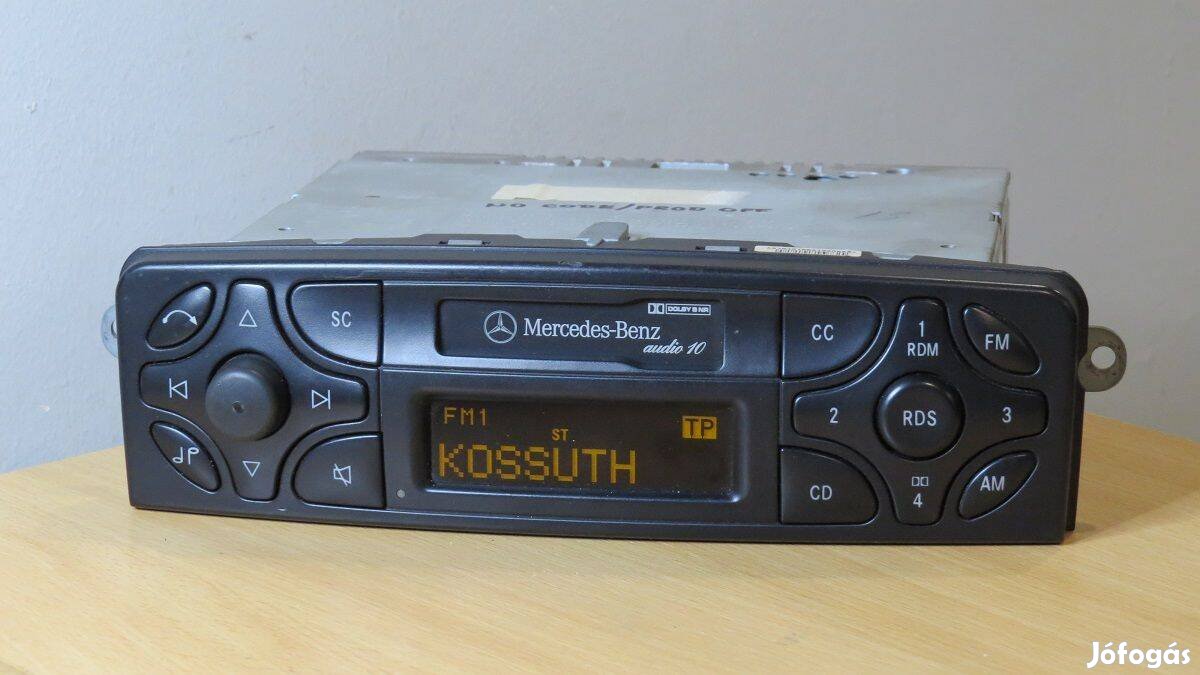 NO CODE/PROD OFF
SC
DOLBY B NR
Mercedes-Benz
audio 10
CC
1
RDM
FM
FM1
ST
TP
KOSSUTH
2
RDS
3
CD
4
AM
Jófogás